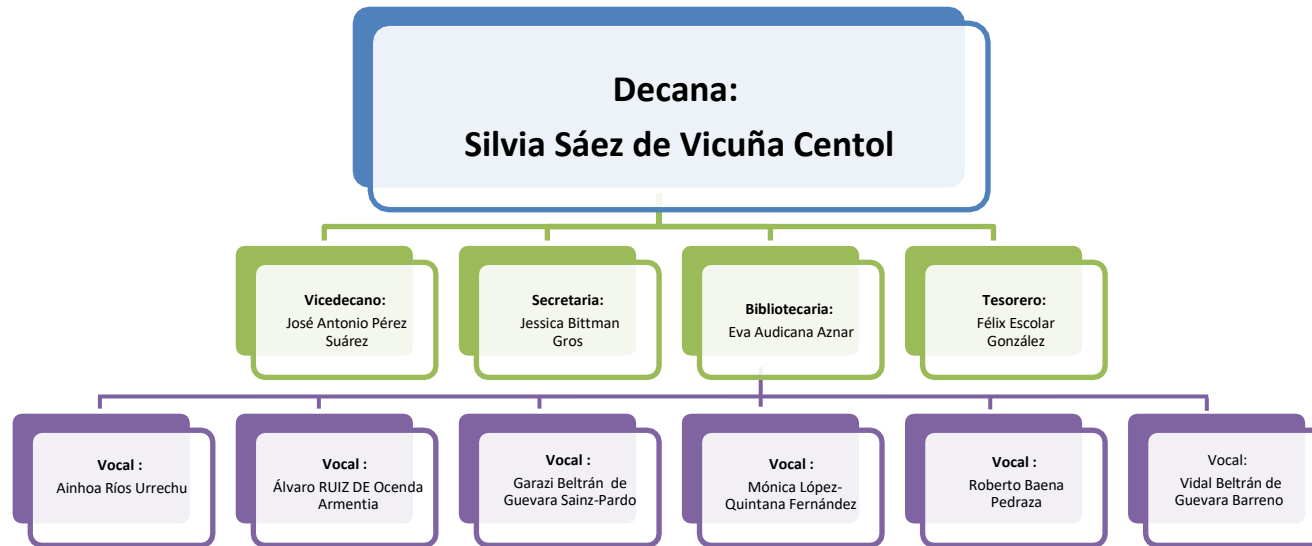 Decana:
Silvia Sáez de Vicuña Centol
Vicedecano:
José Antonio Pérez
Suárez
Secretaria:
Jessica Bittman
Gros
Bibliotecaria:
Eva Audicana Aznar
Tesorero:
Félix Escolar
González
Vocal :
Ainhoa Ríos Urrechu
Vocal :
Álvaro RUIZ DE Ocenda
Armentia
Vocal :
Garazi Beltrán de
Guevara Sainz-Pardo
Vocal :
Mónica López-
Quintana Fernández
Vocal :
Roberto Baena
Pedraza
Vocal:
Vidal Beltrán de
Guevara Barreno